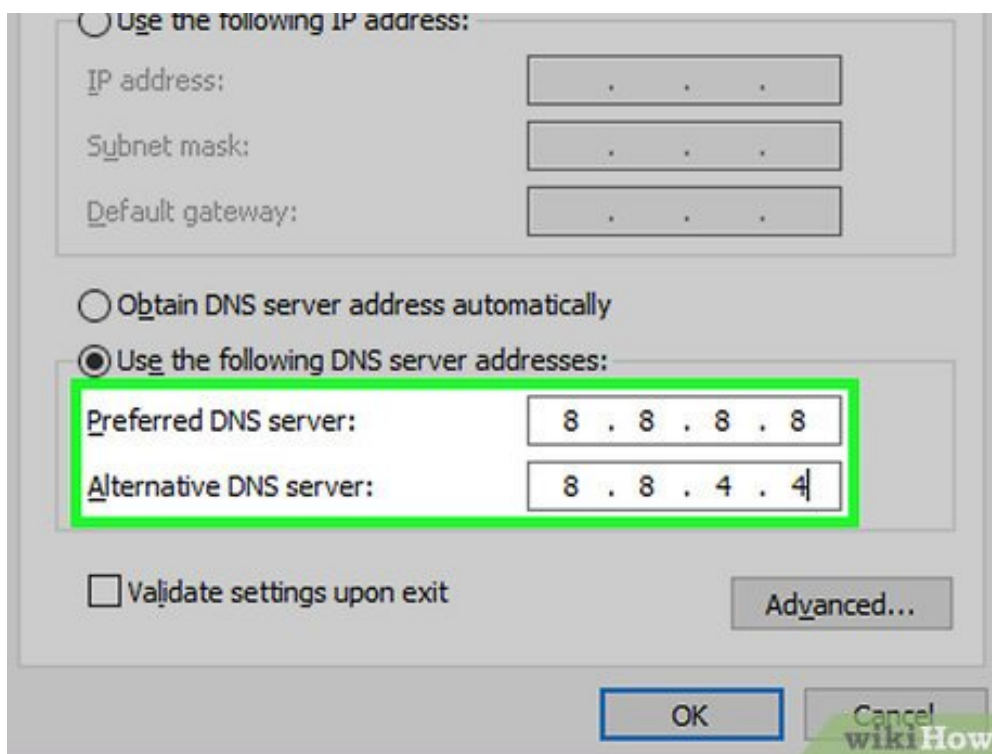 Use the following IP address:
IP address: . . .
Subnet mask: . . .
Default gateway: . . .
Obtain DNS server address automatically
Use the following DNS server addresses:
Preferred DNS server: 8 . 8 . 8 . 8
Alternative DNS server: 8 . 8 . 4 . 4
Validate settings upon exit
Advanced...
OK Cancel
wikiHow